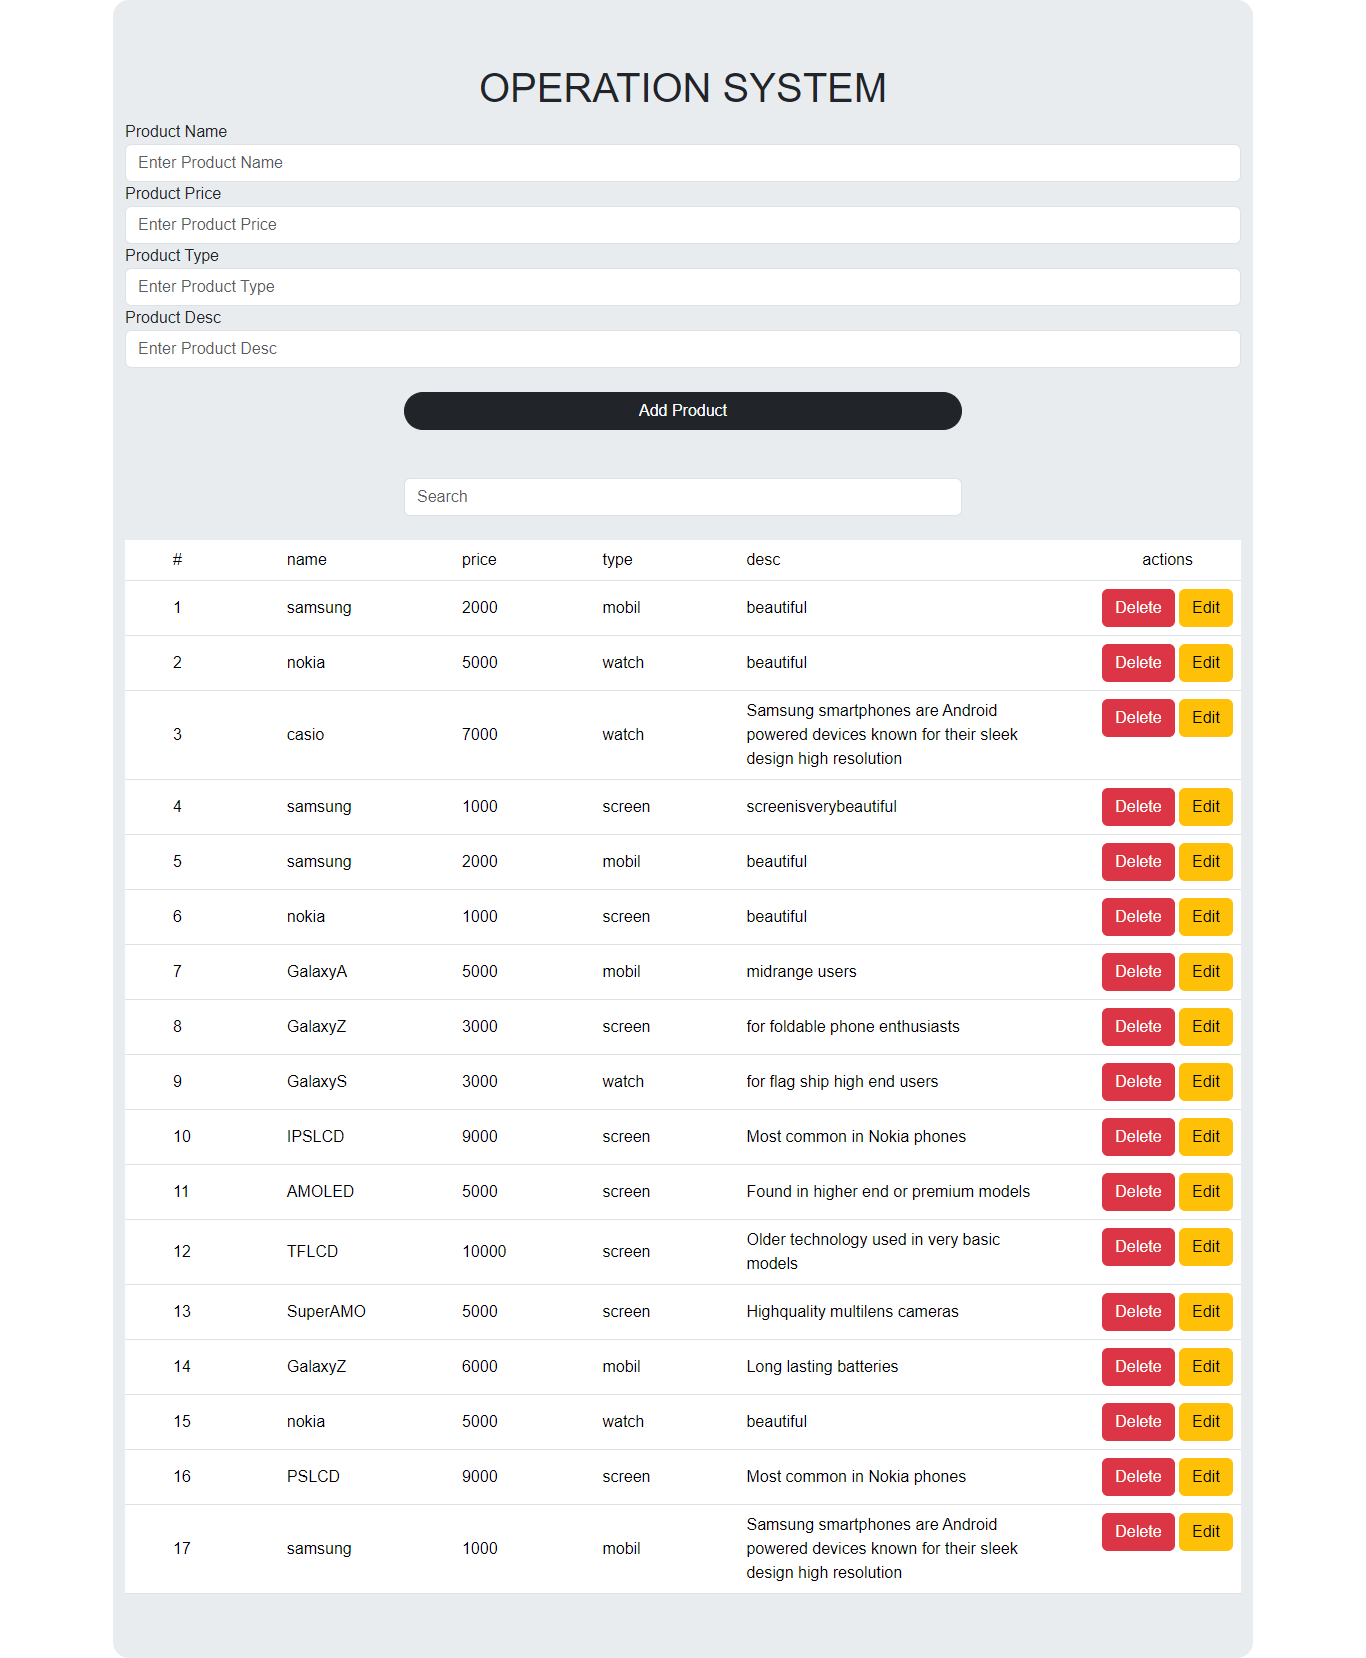 OPERATION SYSTEM
Product Name
Enter Product Name
Product Price
Enter Product Price
Product Type
Enter Product Type
Product Desc
Enter Product Desc
Add Product
Search
# name price type desc actions
1 samsung 2000 mobil beautiful Delete Edit
2 nokia 5000 watch beautiful Delete Edit
3 casio 7000 watch Samsung smartphones are Android
powered devices known for their sleek
design high resolution Delete Edit
4 samsung 1000 screen screenisverybeautiful Delete Edit
5 samsung 2000 mobil beautiful Delete Edit
6 nokia 1000 screen beautiful Delete Edit
7 GalaxyA 5000 mobil midrange users Delete Edit
8 GalaxyZ 3000 screen for foldable phone enthusiasts Delete Edit
9 GalaxyS 3000 watch for flag ship high end users Delete Edit
10 IPSLCD 9000 screen Most common in Nokia phones Delete Edit
11 AMOLED 5000 screen Found in higher end or premium models Delete Edit
12 TFLCD 10000 screen Older technology used in very basic
models Delete Edit
13 SuperAMO 5000 screen Highquality multilens cameras Delete Edit
14 GalaxyZ 6000 mobil Long lasting batteries Delete Edit
15 nokia 5000 watch beautiful Delete Edit
16 PSLCD 9000 screen Most common in Nokia phones Delete Edit
17 samsung 1000 mobil Samsung smartphones are Android
powered devices known for their sleek
design high resolution Delete Edit